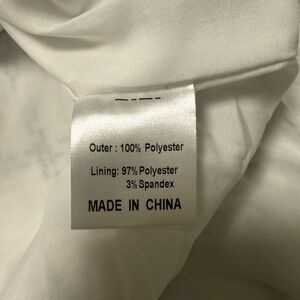 Outer : 100% Polyester
Lining: 97% Polyester
3% Spandex
MADE IN CHINA